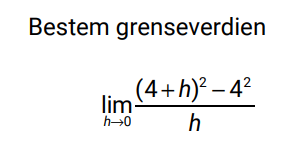 Bestem grenseverdien
lim h→0 (4+h)² – 4²
h